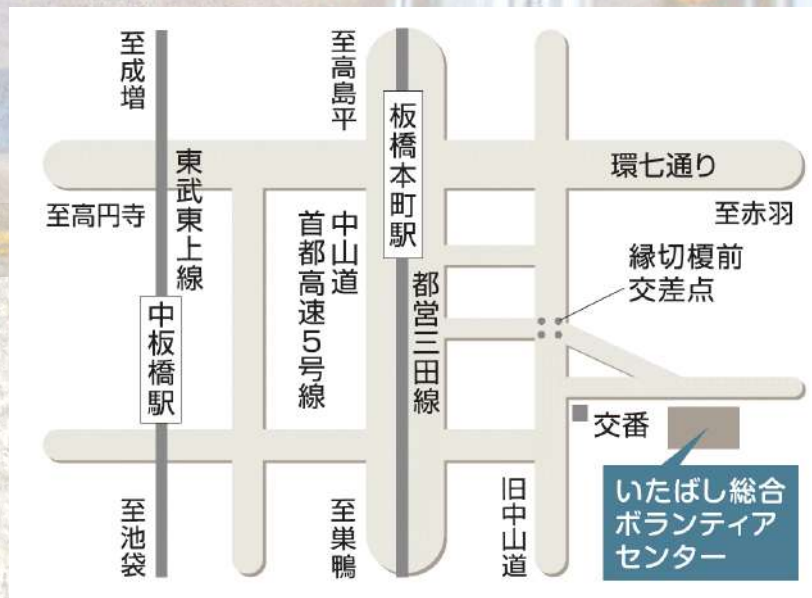 至成増
至高島平
板橋本町駅
環七通り
至高円寺
東武東上線
至赤羽
中山道
首都高速5号線
都営三田線
縁切榎前
交差点
中板橋駅
交番
いたばし総合
ボランティア
センター
至池袋
至巣鴨
旧中山道